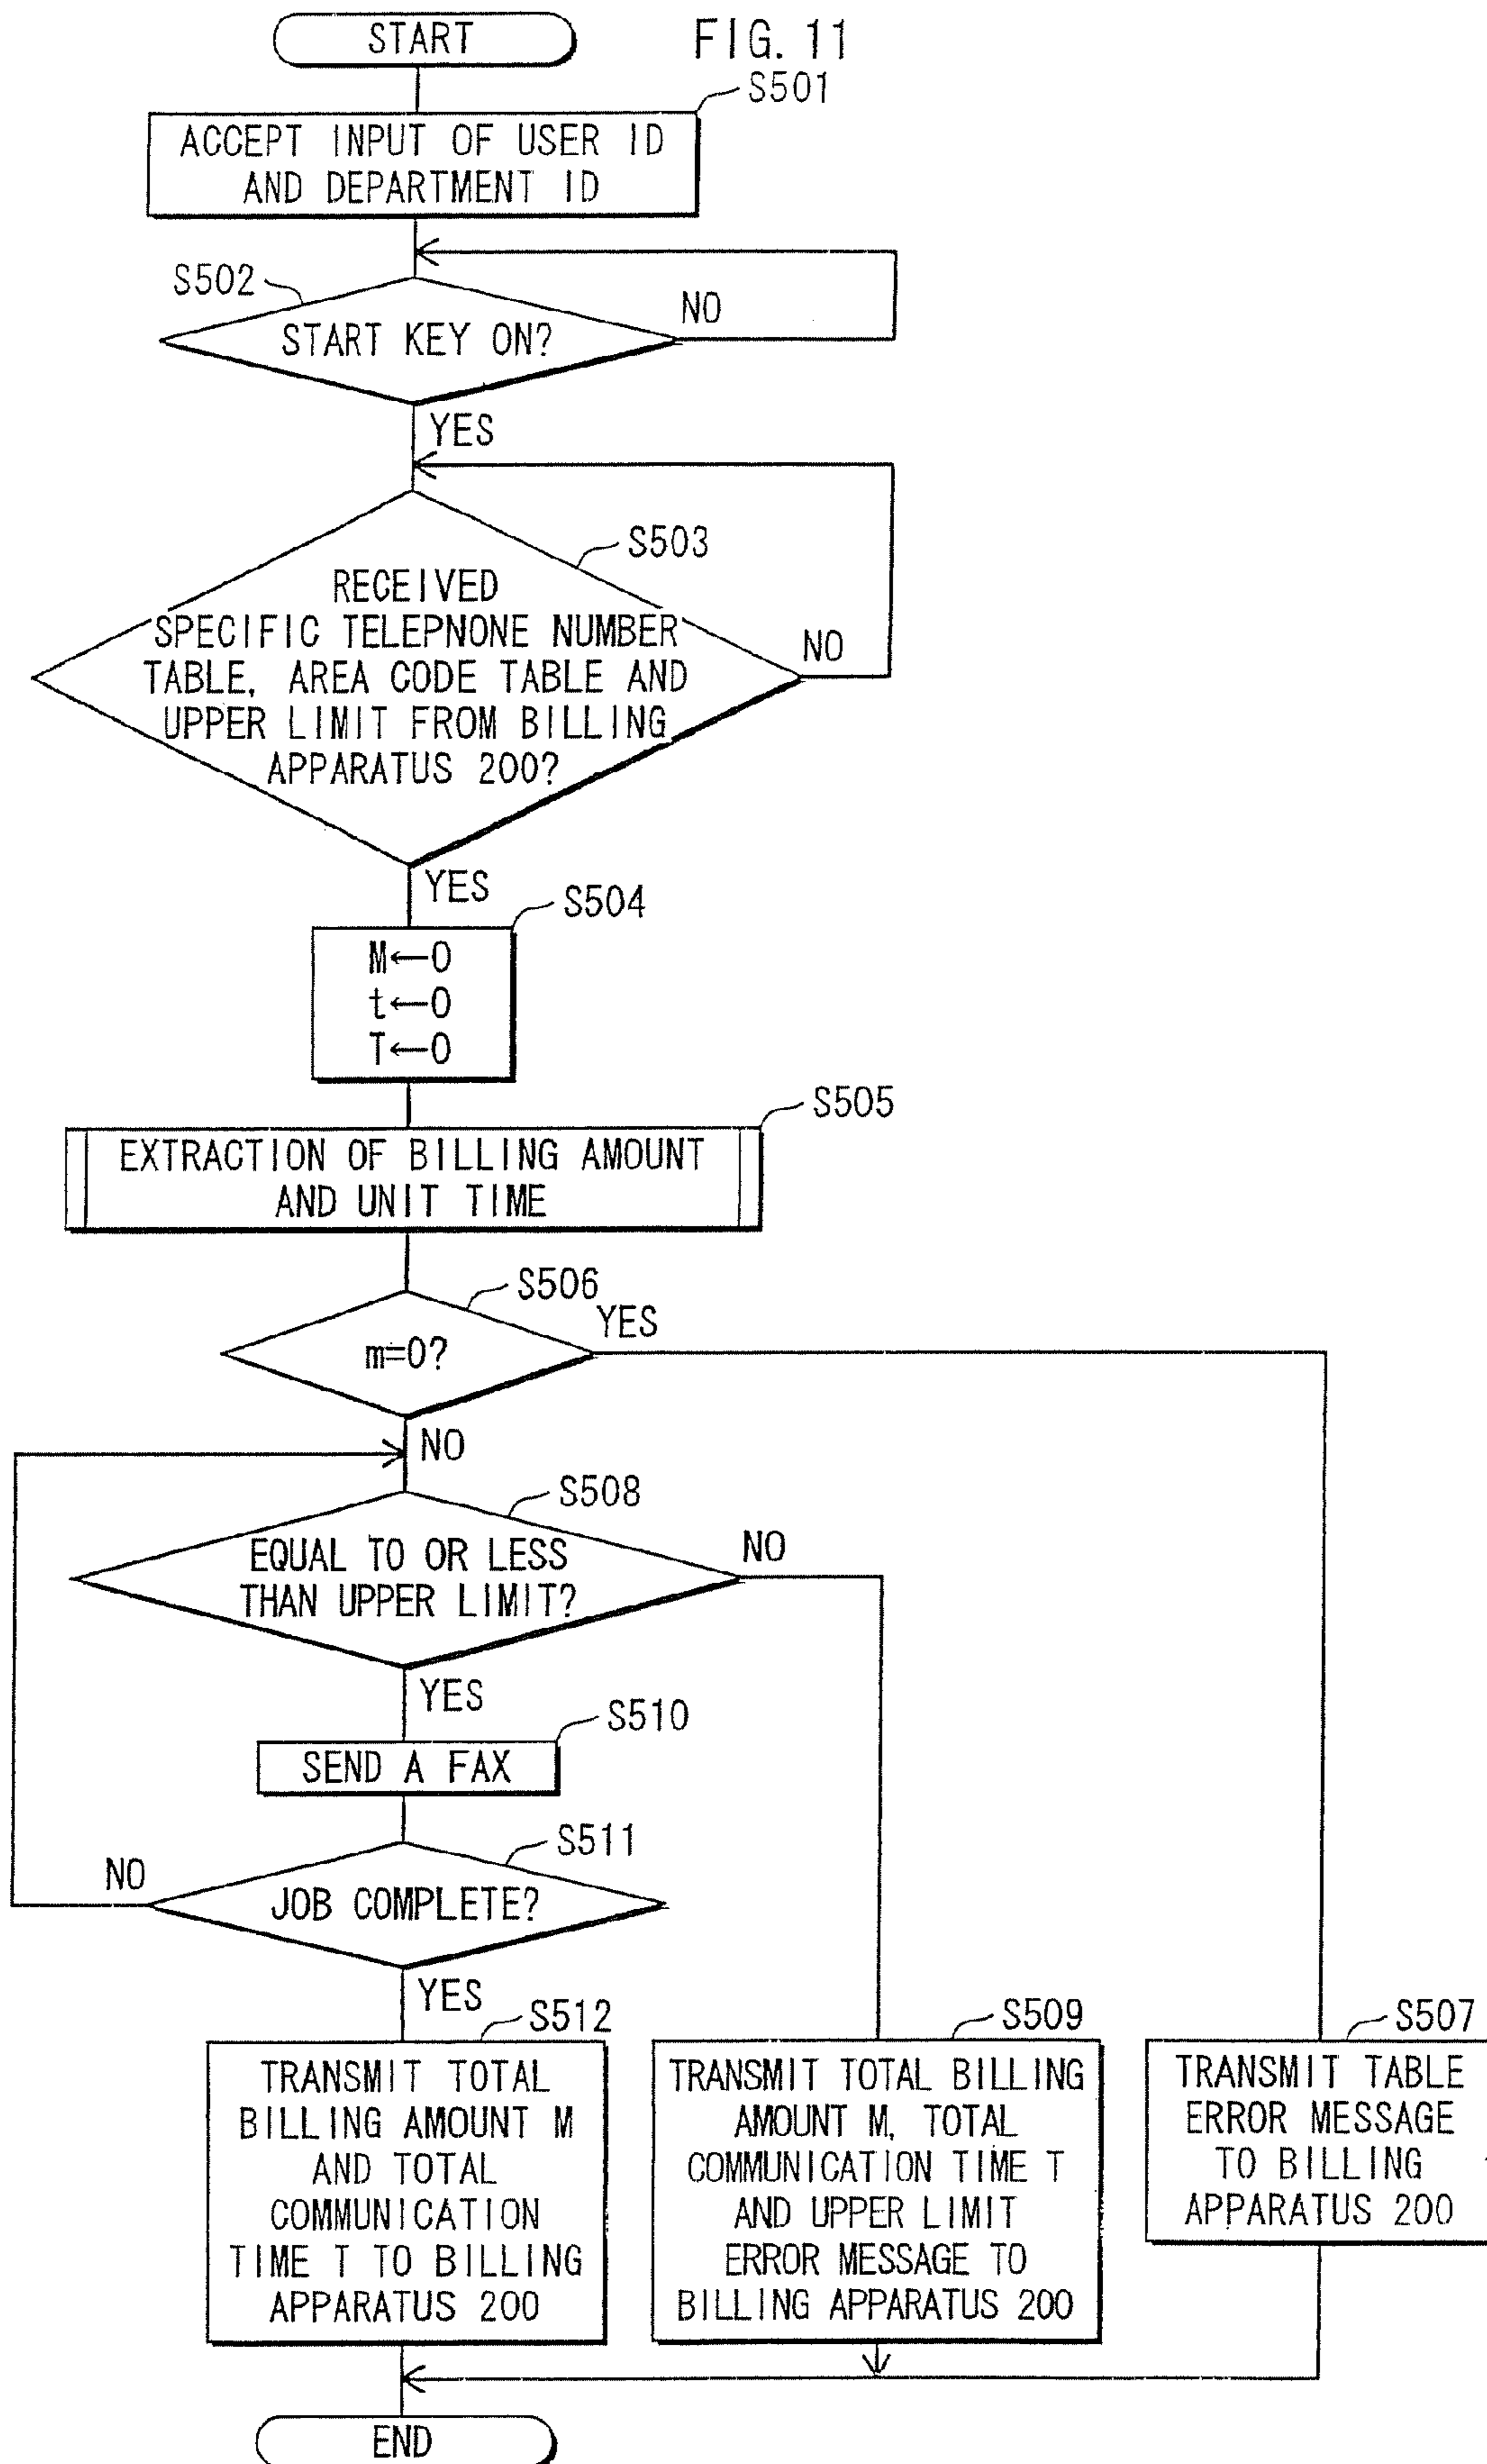 START
FIG. 11
S501
ACCEPT INPUT OF USER ID
AND DEPARTMENT ID
S502
START KEY ON?
NO
YES
S503
RECEIVED
SPECIFIC TELEPNONE NUMBER
TABLE, AREA CODE TABLE AND
UPPER LIMIT FROM BILLING
APPARATUS 200?
NO
YES
S504
M←0
t←0
T←0
S505
EXTRACTION OF BILLING AMOUNT
AND UNIT TIME
S506
m=0?
YES
NO
S508
EQUAL TO OR LESS
THAN UPPER LIMIT?
NO
YES
S510
SEND A FAX
S511
JOB COMPLETE?
NO
YES
S512
TRANSMIT TOTAL
BILLING AMOUNT M
AND TOTAL
COMMUNICATION
TIME T TO BILLING
APPARATUS 200
S509
TRANSMIT TOTAL BILLING
AMOUNT M, TOTAL
COMMUNICATION TIME T
AND UPPER LIMIT
ERROR MESSAGE TO
BILLING APPARATUS 200
S507
TRANSMIT TABLE
ERROR MESSAGE
TO BILLING
APPARATUS 200
END